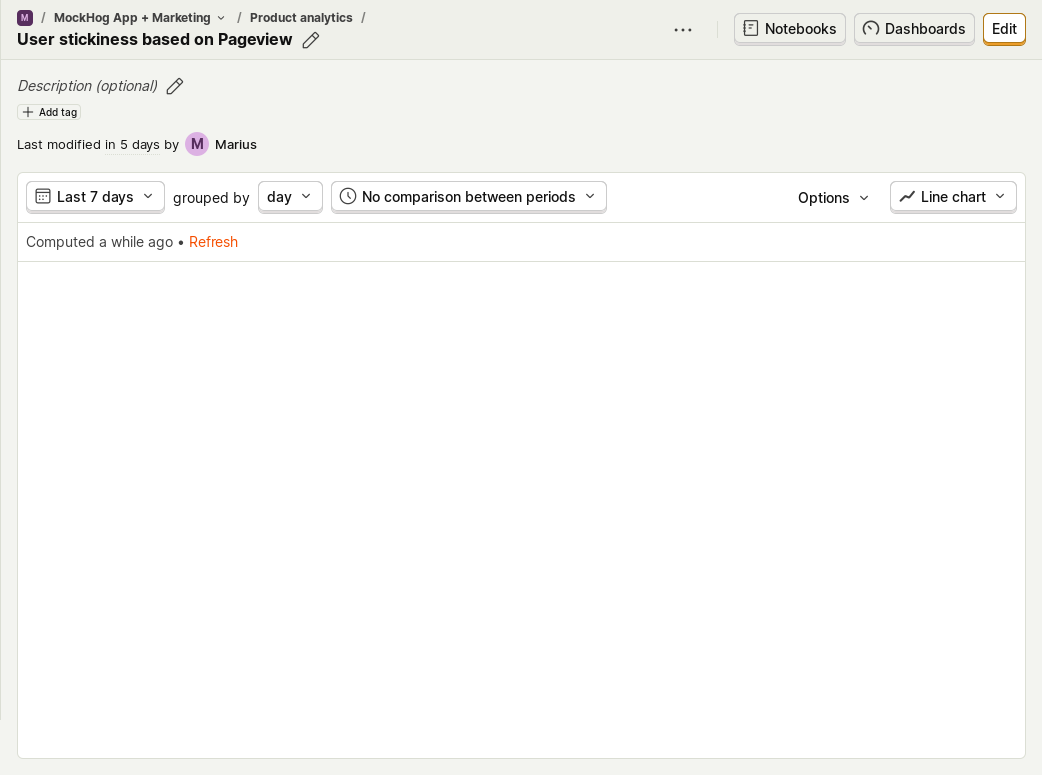 M / MockHog App + Marketing / Product analytics /
User stickiness based on Pageview
Notebooks
Dashboards
Edit
Description (optional)
Add tag
Last modified in 5 days by M Marius
Last 7 days grouped by day No comparison between periods Options Line chart
Computed a while ago • Refresh